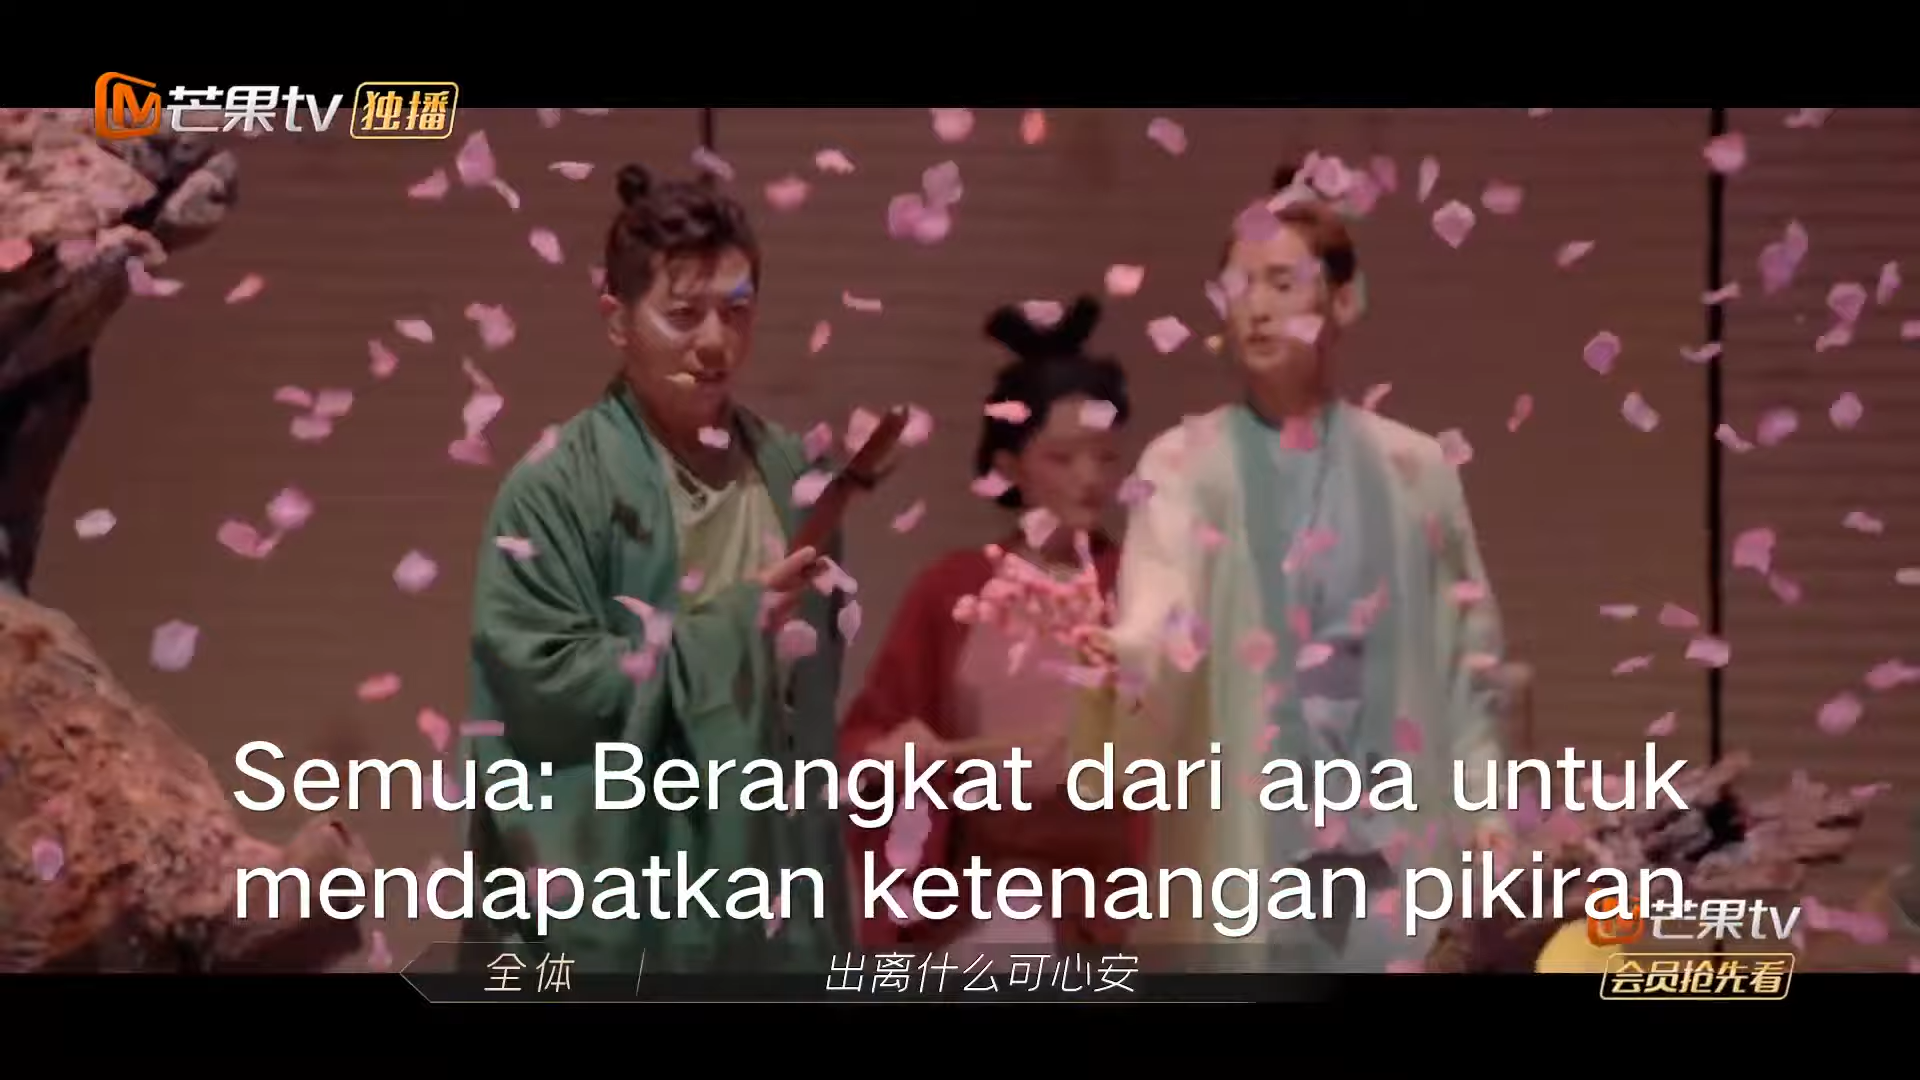 芒果tv 独播
Semua: Berangkat dari apa untuk
mendapatkan ketenangan pikiran
芒果tv
会员抢先看
全体 出离什么可心安